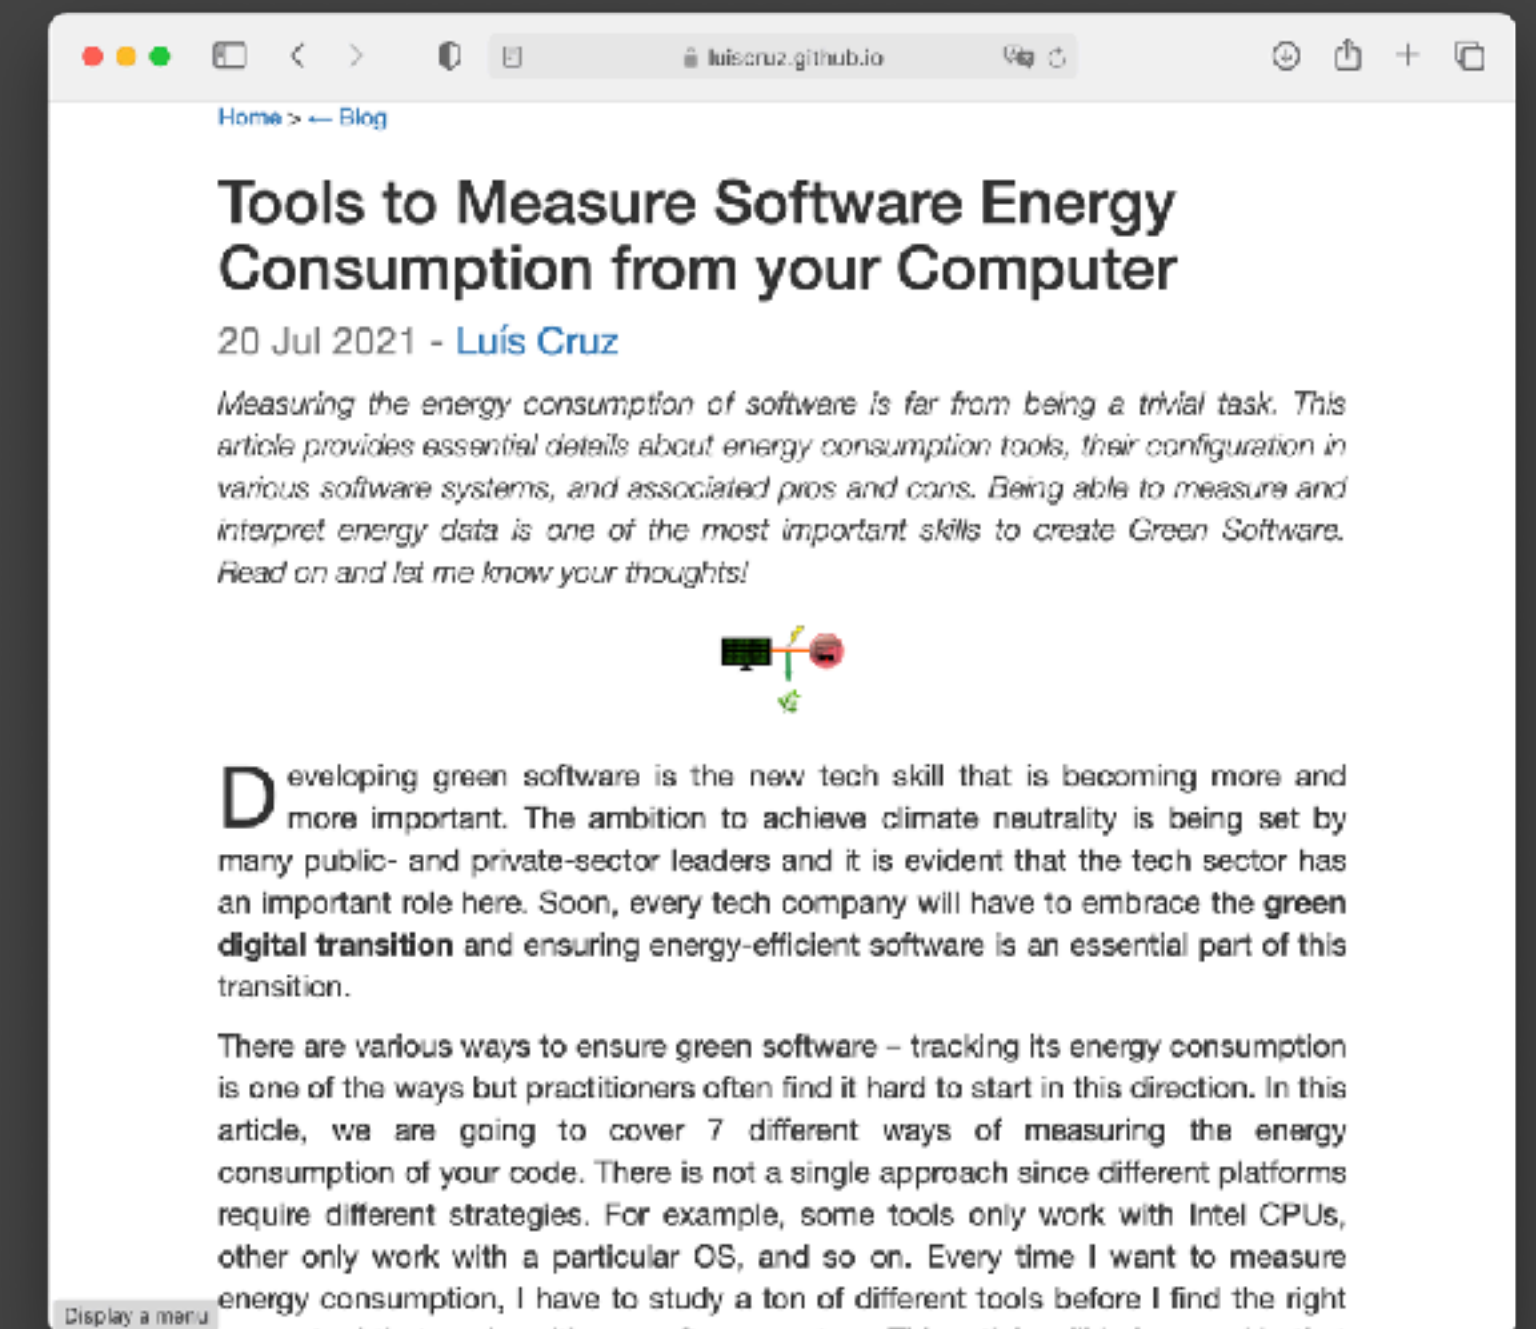 luiscruz.github.io
Home > ← Blog
Tools to Measure Software Energy
Consumption from your Computer
20 Jul 2021 - Luís Cruz
Measuring the energy consumption of software is far from being a trivial task. This
article provides essential details about energy consumption tools, their configuration in
various software systems, and associated pros and cons. Being able to measure and
interpret energy data is one of the most important skills to create Green Software.
Read on and let me know your thoughts!
Developing green software is the new tech skill that is becoming more and
more important. The ambition to achieve climate neutrality is being set by
many public- and private-sector leaders and it is evident that the tech sector has
an important role here. Soon, every tech company will have to embrace the green
digital transition and ensuring energy-efficient software is an essential part of this
transition.
There are various ways to ensure green software – tracking its energy consumption
is one of the ways but practitioners often find it hard to start in this direction. In this
article, we are going to cover 7 different ways of measuring the energy
consumption of your code. There is not a single approach since different platforms
require different strategies. For example, some tools only work with Intel CPUs,
other only work with a particular OS, and so on. Every time I want to measure
energy consumption, I have to study a ton of different tools before I find the right
Display a menu